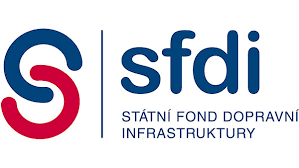 sfdi
STÁTNÍ FOND DOPRAVNÍ
INFRASTRUKTURY